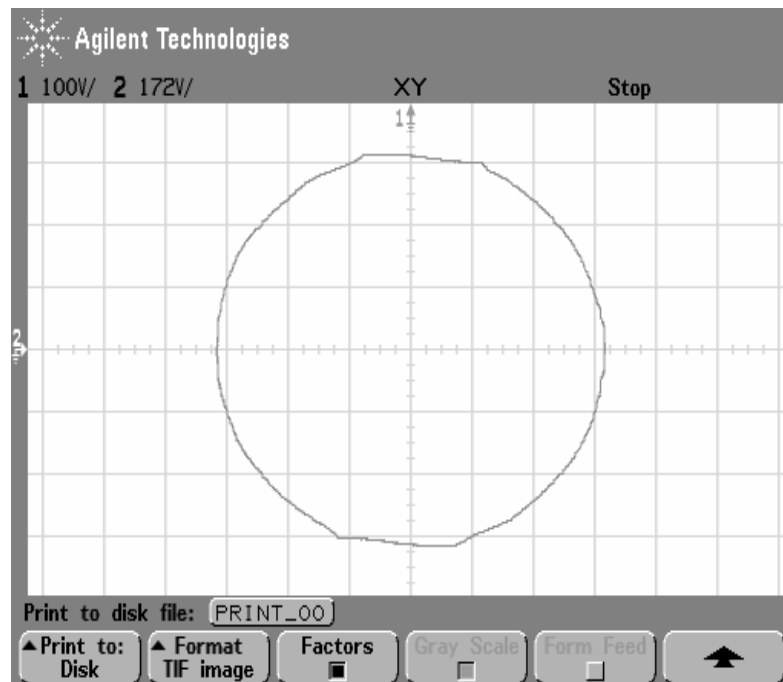 Agilent Technologies
1 100V/ 2 172V/ XY Stop
1
2
Print to disk file: PRINT_00
Print to: Disk
Format TIF image
Factors
Gray Scale
Form Feed